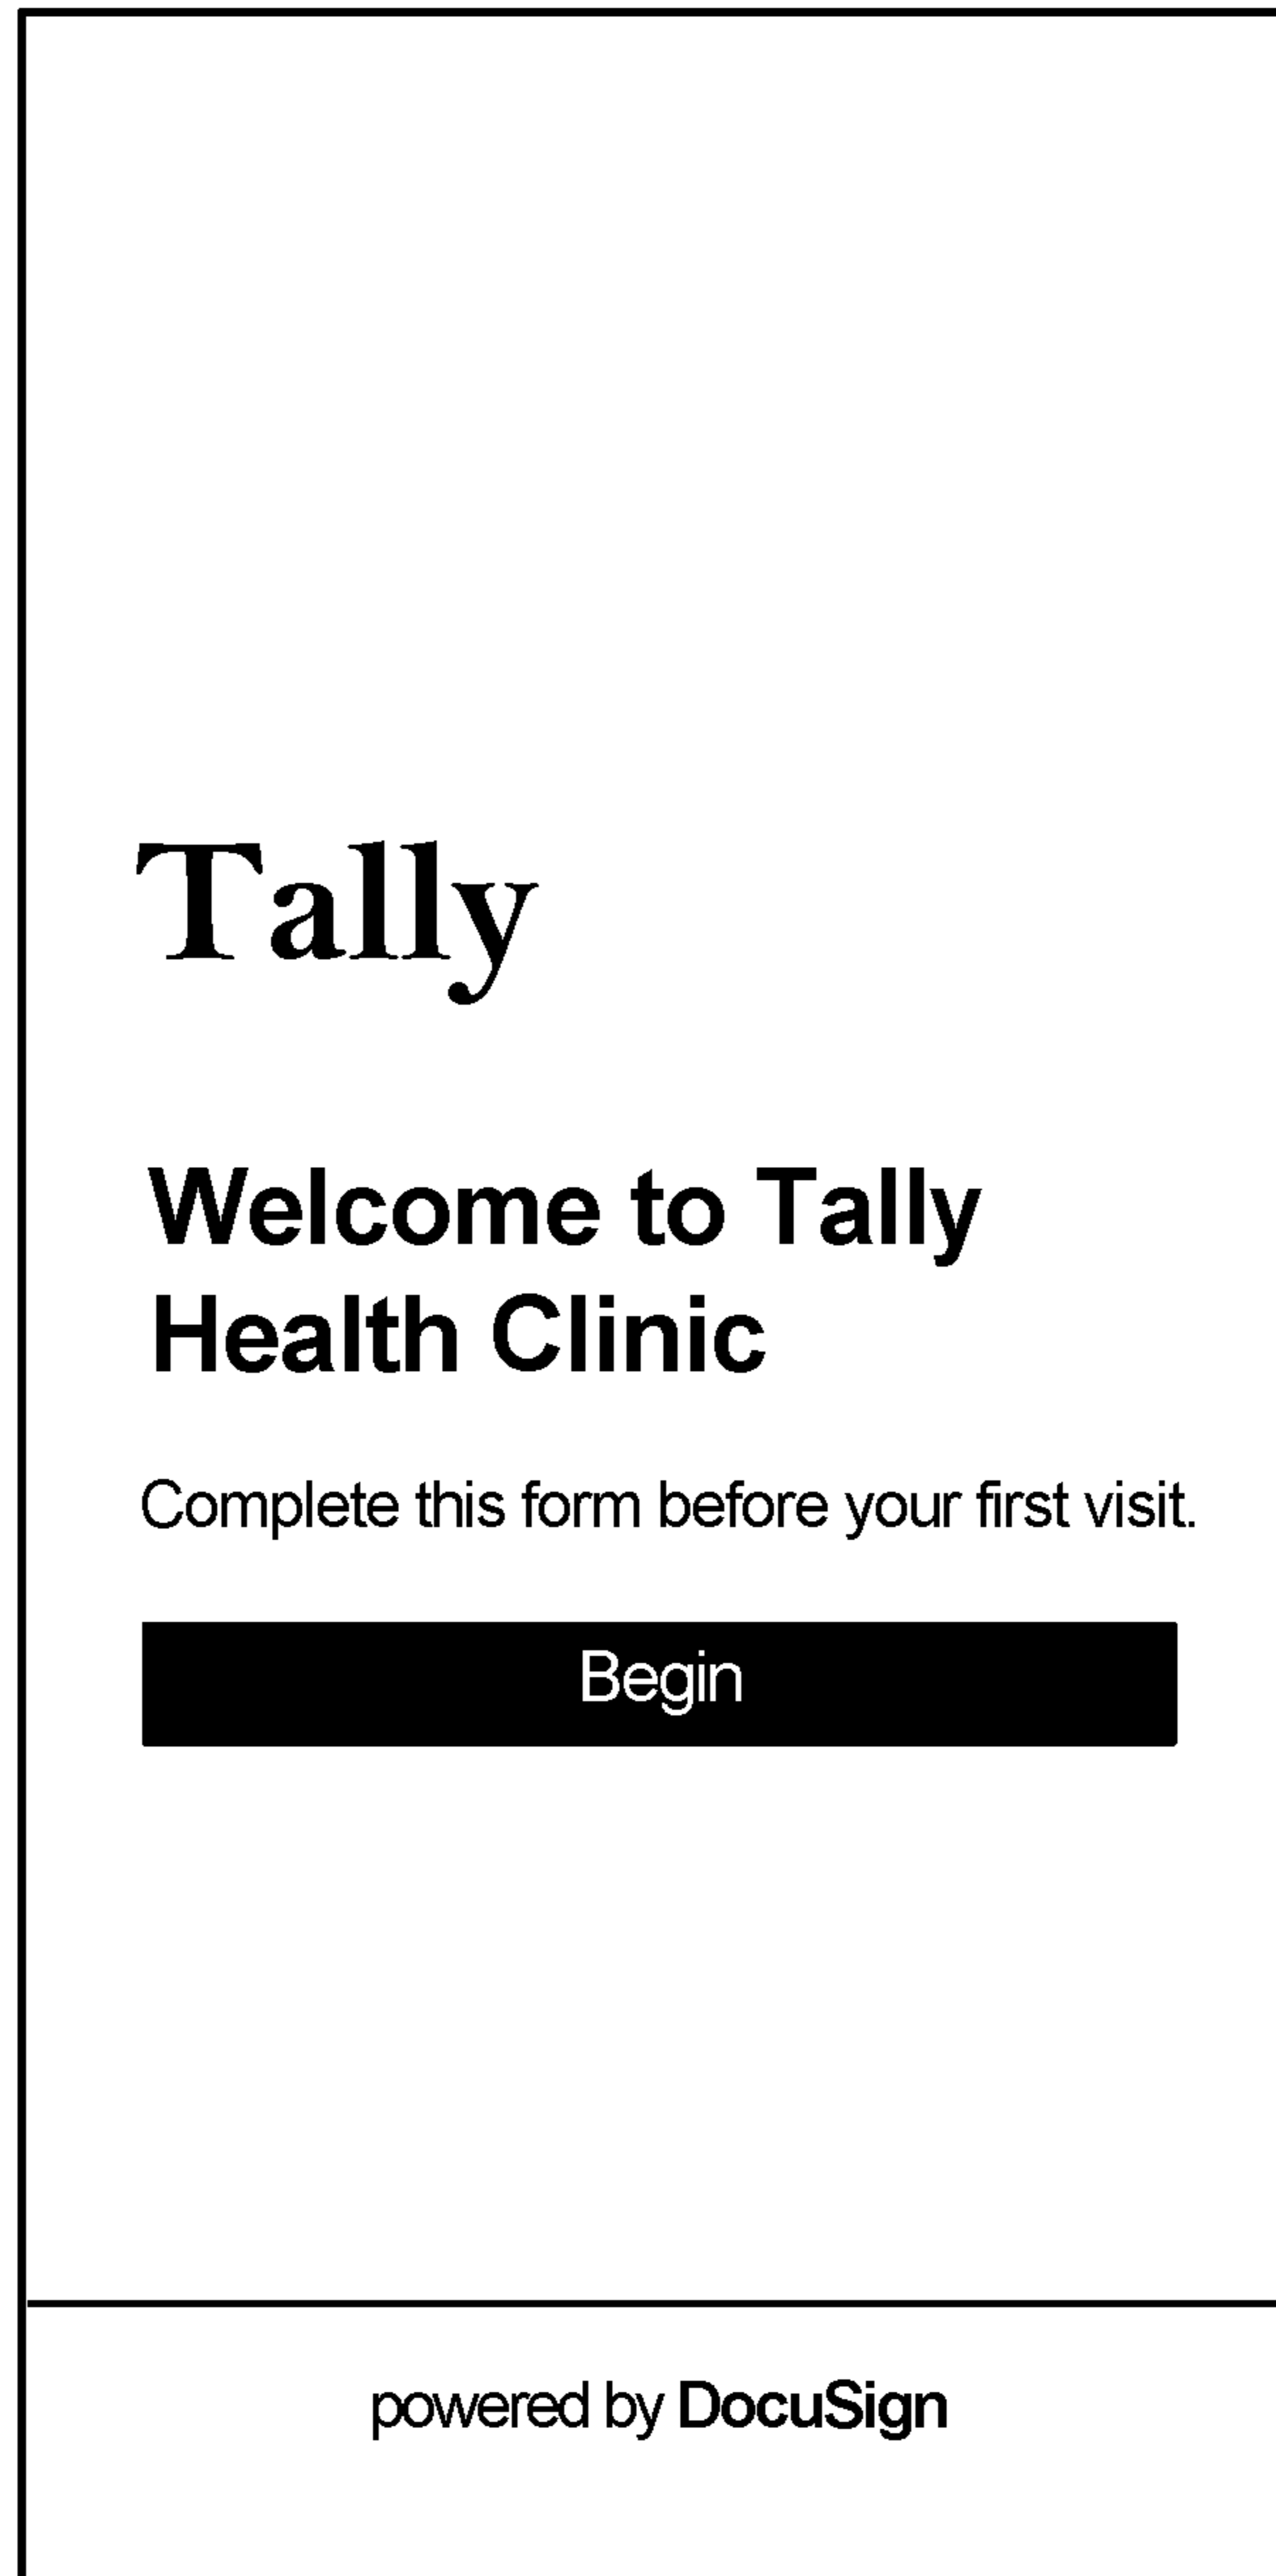 Tally
Welcome to Tally
Health Clinic
Complete this form before your first visit.
Begin
powered by DocuSign